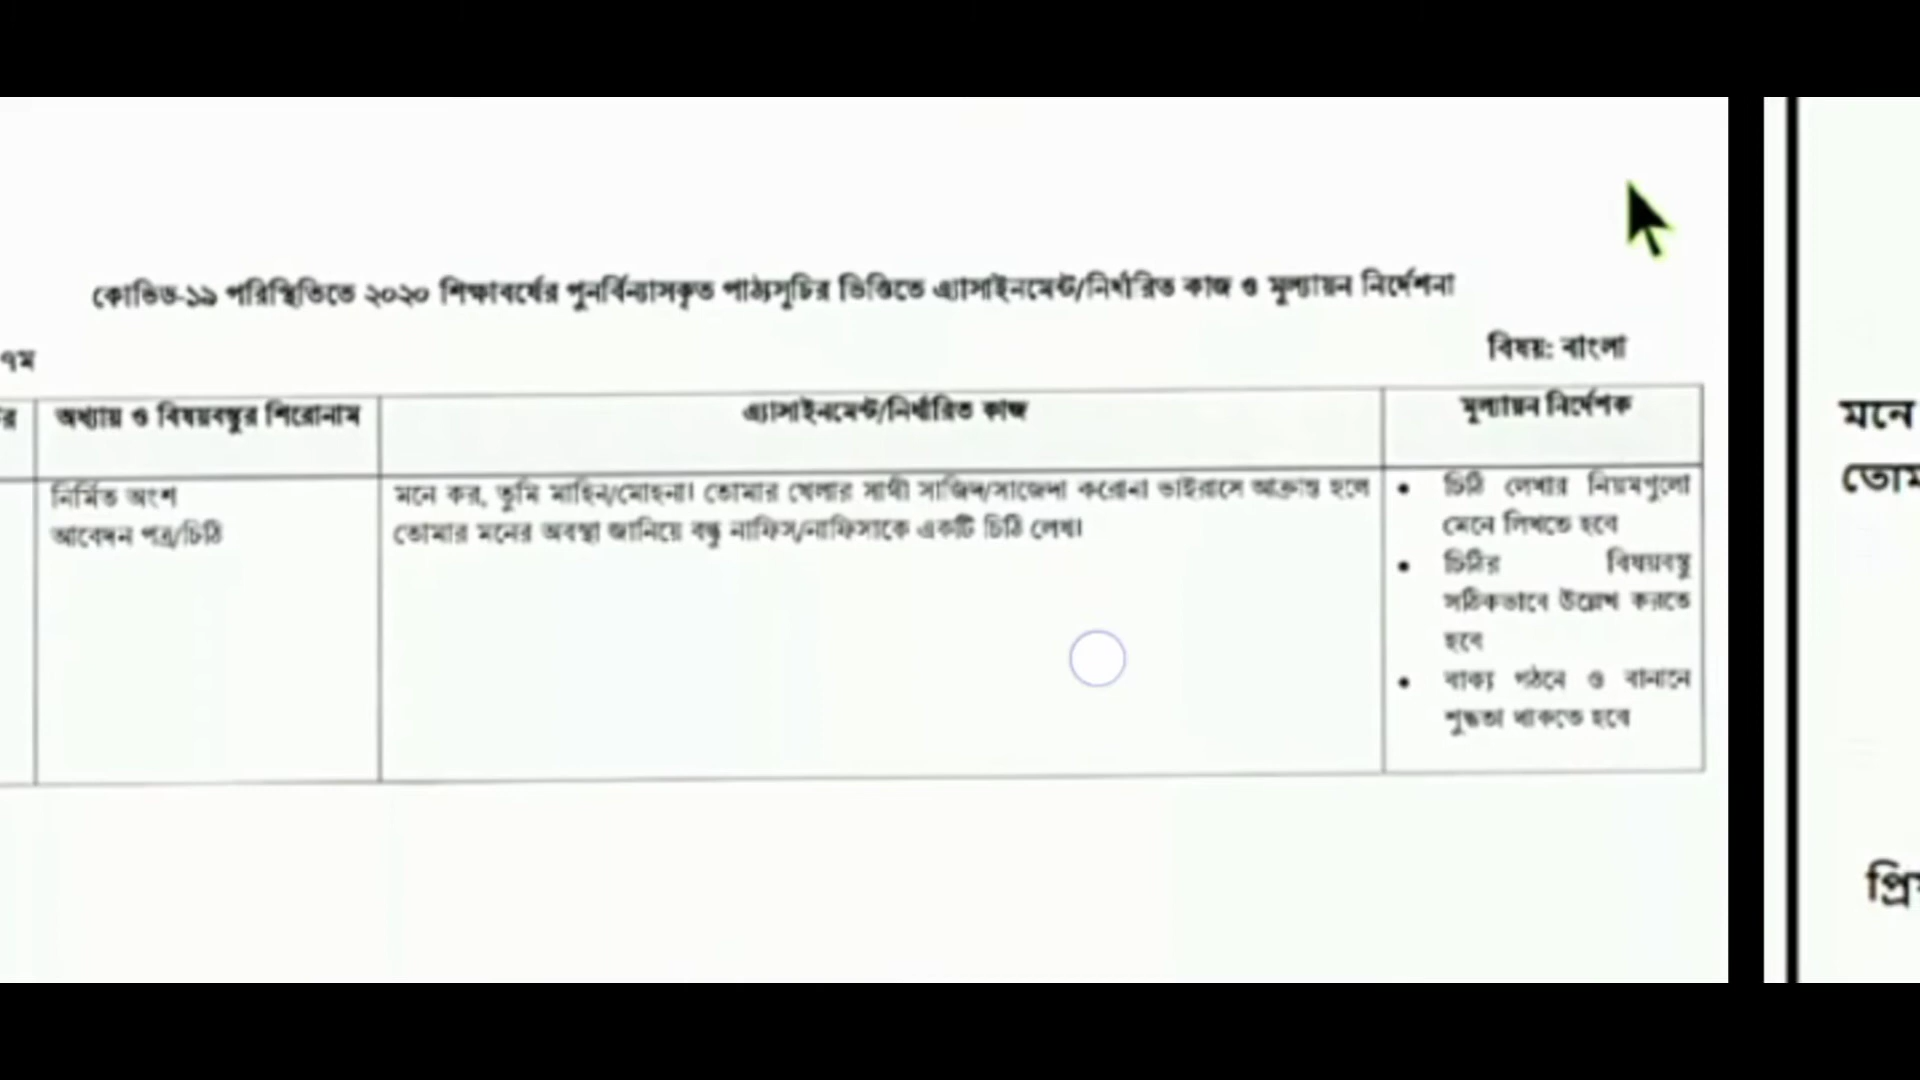 কোভিড-১৯ পরিস্থিতিতে ২০২০ শিক্ষাবর্ষের পুনর্বিন্যাসকৃত পাঠ্যসূচির ভিত্তিতে এ্যাসাইনমেন্ট/নির্ধারিত কাজ ও মূল্যায়ন নির্দেশনা
৭ম
বিষয়: বাংলা
অধ্যায় ও বিষয়বস্তুর শিরোনাম
এ্যাসাইনমেন্ট/নির্ধারিত কাজ
মূল্যায়ন নির্দেশক
নির্মিত অংশ
আবেদন পত্র/চিঠি
মনে কর, তুমি মাহিন/মোহনা। তোমার খেলার সাথী সাজিদ/সাজেদা করোনা ভাইরাসে আক্রান্ত হলে
তোমার মনের অবস্থা জানিয়ে বন্ধু নাফিস/নাফিসাকে একটি চিঠি লেখ।
• চিঠি লেখার নিয়মগুলো
মেনে লিখতে হবে
• চিঠির বিষয়বস্তু
সঠিকভাবে উল্লেখ করতে
হবে
• বাক্য গঠনে ও বানানে
শুদ্ধতা থাকতে হবে
মনে